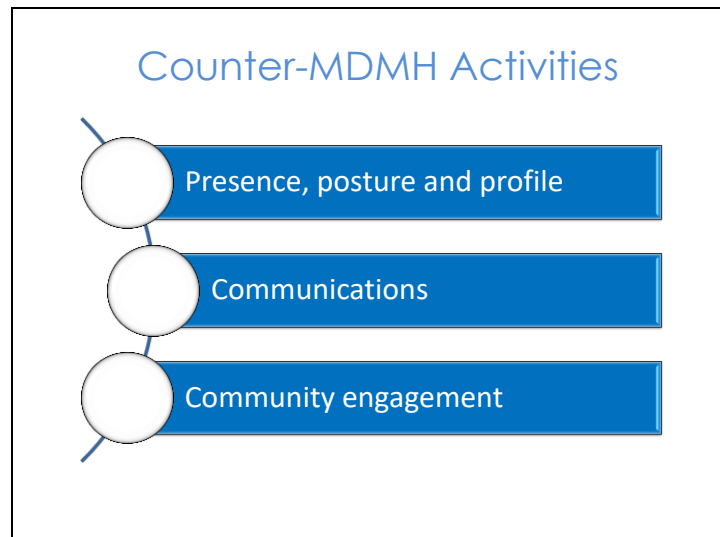 Counter-MDMH Activities
Presence, posture and profile
Communications
Community engagement